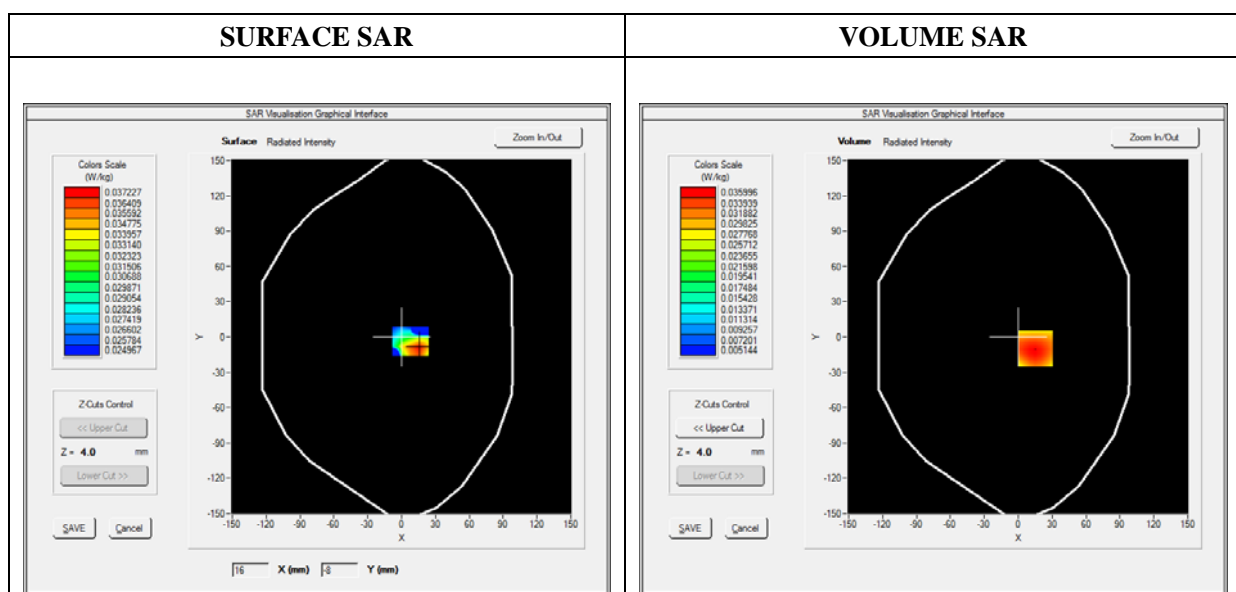 SURFACE SAR
VOLUME SAR
SAR Visualisation Graphical Interface
Surface Radiated Intensity
Zoom In/Out
Colors Scale
(W/kg)
0.037227
0.036409
0.035592
0.034775
0.033957
0.033140
0.032323
0.031506
0.030688
0.029871
0.029054
0.028236
0.027419
0.026602
0.025784
0.024967
Z-Cuts Control
<< Upper Cut
Z = 4.0 mm
Lower Cut >>
SAVE Cancel
150
120
90
60
30
Y 0
-30
-60
-90
-120
-150
-150 -120 -90 -60 -30 0 30 60 90 120 150
X
16 X (mm) -8 Y (mm)
SAR Visualisation Graphical Interface
Volume Radiated Intensity
Zoom In/Out
Colors Scale
(W/kg)
0.035996
0.033939
0.031882
0.029825
0.027768
0.025712
0.023655
0.021598
0.019541
0.017484
0.015428
0.013371
0.011314
0.009257
0.007201
0.005144
Z-Cuts Control
<< Upper Cut
Z = 4.0 mm
Lower Cut >>
SAVE Cancel
150
120
90
60
30
Y 0
-30
-60
-90
-120
-150
-150 -120 -90 -60 -30 0 30 60 90 120 150
X